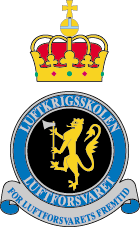 LUFTKRIGSSKOLEN
LUFTFORSVARET
FOR LUFTFORSVARETS FREMTID